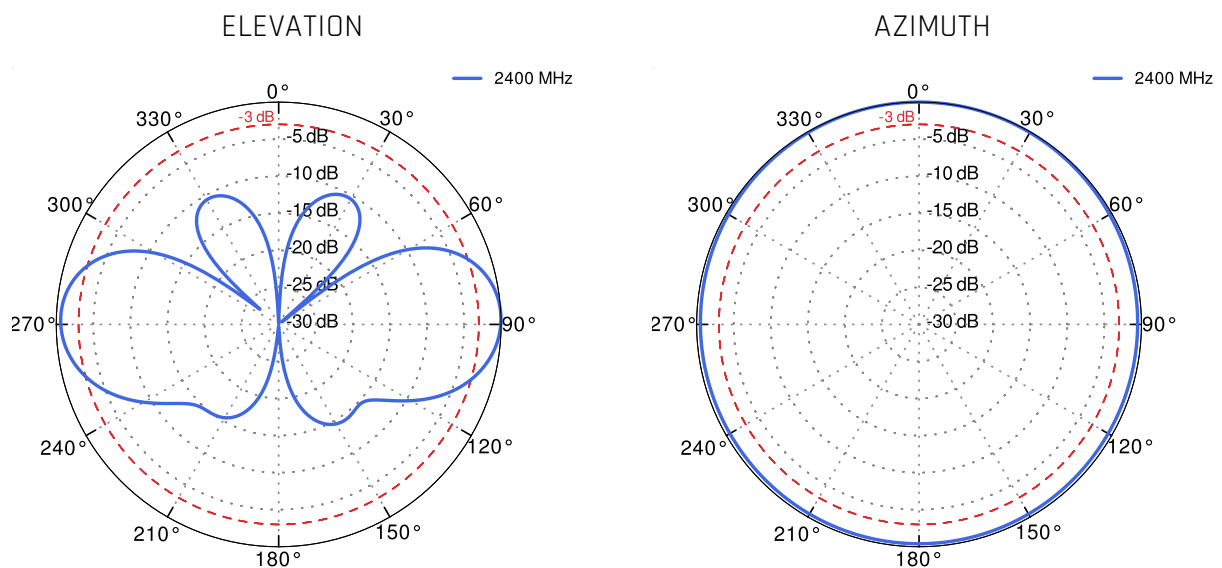 ELEVATION
2400 MHz
0°
330°
-3 dB
30°
-5 dB
-10 dB
300°
-15 dB
60°
-20 dB
-25 dB
270°
-30 dB
90°
240°
120°
210°
150°
180°
AZIMUTH
2400 MHz
0°
330°
-3 dB
30°
-5 dB
-10 dB
300°
-15 dB
60°
-20 dB
-25 dB
270°
-30 dB
90°
240°
120°
210°
150°
180°